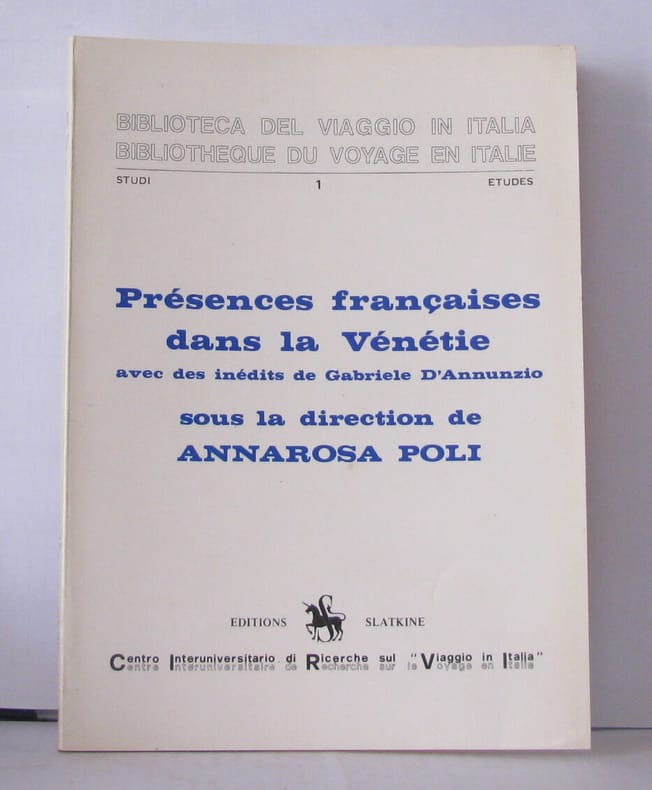 BIBLIOTECA DEL VIAGGIO IN ITALIA
BIBLIOTHEQUE DU VOYAGE EN ITALIE
STUDI 1 ETUDES
Présences françaises
dans la Vénétie
avec des inédits de Gabriele D'Annunzio
sous la direction de
ANNAROSA POLI
EDITIONS S SLATKINE
Centro Interuniversitario di Ricerche sul "Viaggio in Italia"
Centre Interuniversitaire de Recherche sur le Voyage en Italie